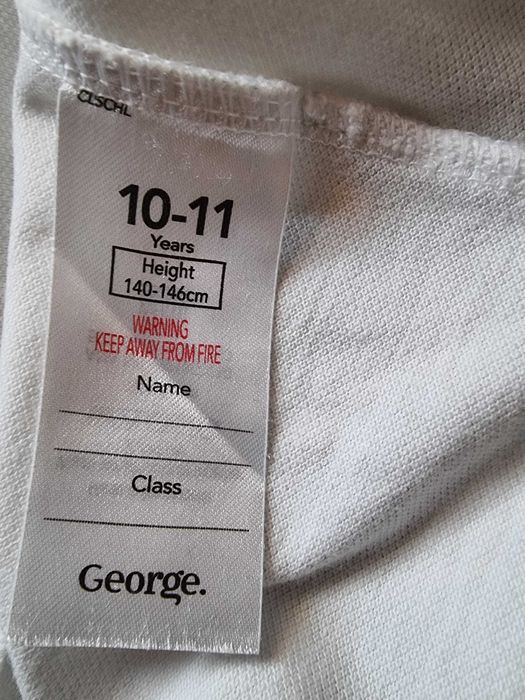 CLSCHL
10-11
Years
Height
140-146cm
WARNING
KEEP AWAY FROM FIRE
Name
Class
George.